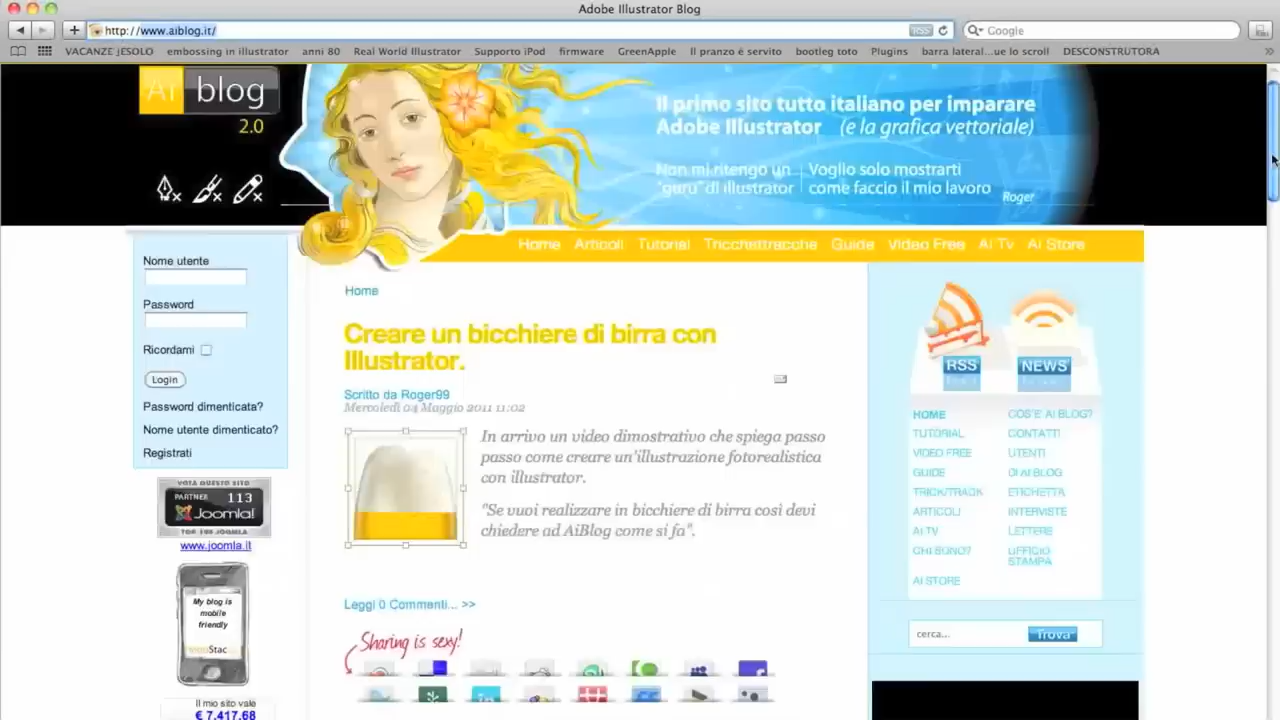 Adobe Illustrator Blog
http://www.aiblog.it/
RSS
Google
VACANZE jESOLO embossing in illustrator anni 80 Real World Illustrator Supporto iPod firmware GreenApple Il pranzo è servito bootleg toto Plugins barra lateral...ue lo scroll DESCONSTRUTORA
Ai blog
2.0
Il primo sito tutto italiano per imparare
Adobe Illustrator (e la grafica vettoriale)
Non mi ritengo un
"guru" di illustrator
Voglio solo mostrarti
come faccio il mio lavoro
Roger
Home Articoli Tutorial Tricchettracche Guide Video Free Ai Tv Ai Store
Nome utente
Password
Ricordami
Login
Password dimenticata?
Nome utente dimenticato?
Registrati
VOTA QUESTO SITO
PARTNER 113
Joomla!
www.joomla.it
My blog is
mobile
friendly
Stac
Il mio sito vale
€ 7.417,68
Home
Creare un bicchiere di birra con
Illustrator.
Scritto da Roger99
Mercoledì 04 Maggio 2011 11:02
In arrivo un video dimostrativo che spiega passo
passo come creare un'illustrazione fotorealistica
con illustrator.
"Se vuoi realizzare in bicchiere di birra così devi
chiedere ad AiBlog come si fa".
Leggi 0 Commenti... >>
Sharing is sexy!
RSS NEWS
HOME
TUTORIAL
VIDEO FREE
GUIDE
TRICK/TRACK
ARTICOLI
AI TV
CHI SONO?
AI STORE
COS'E' AI BLOG?
CONTATTI
UTENTI
DI AI BLOG
ETICHETTA
INTERVISTE
LETTERE
UFFICIO
STAMPA
cerca...
Trova